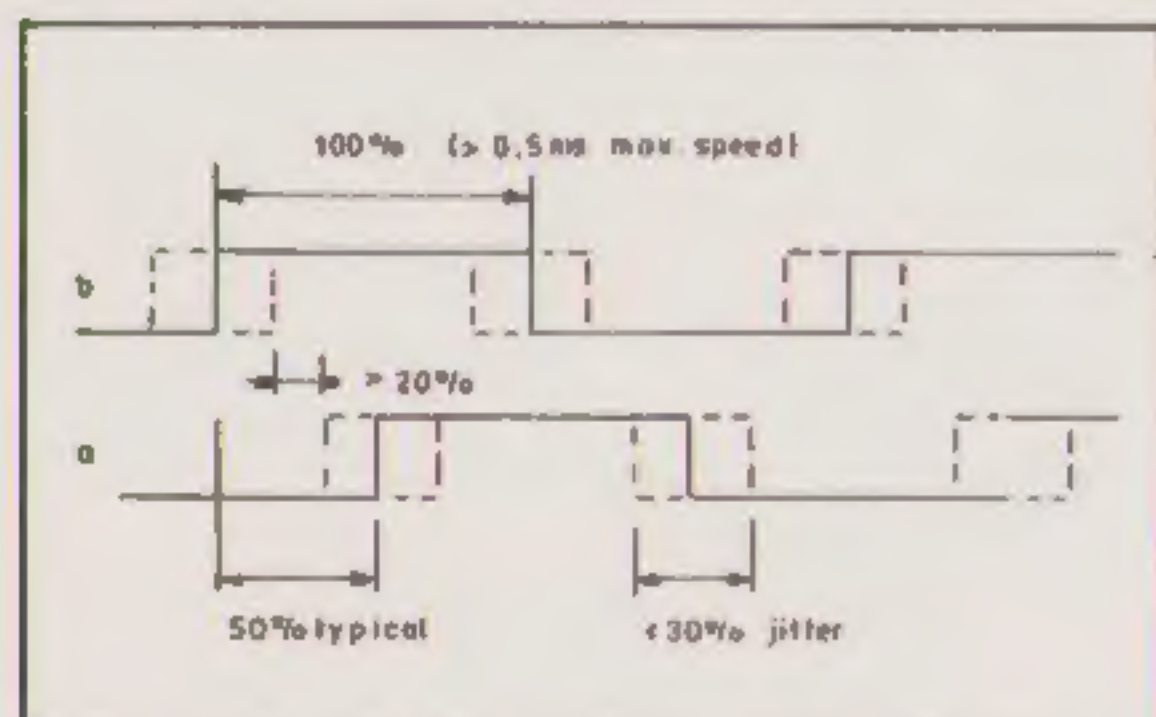 100% (> 0,5ms max speed)
b
> 20%
a
50% typical
< 30% jitter